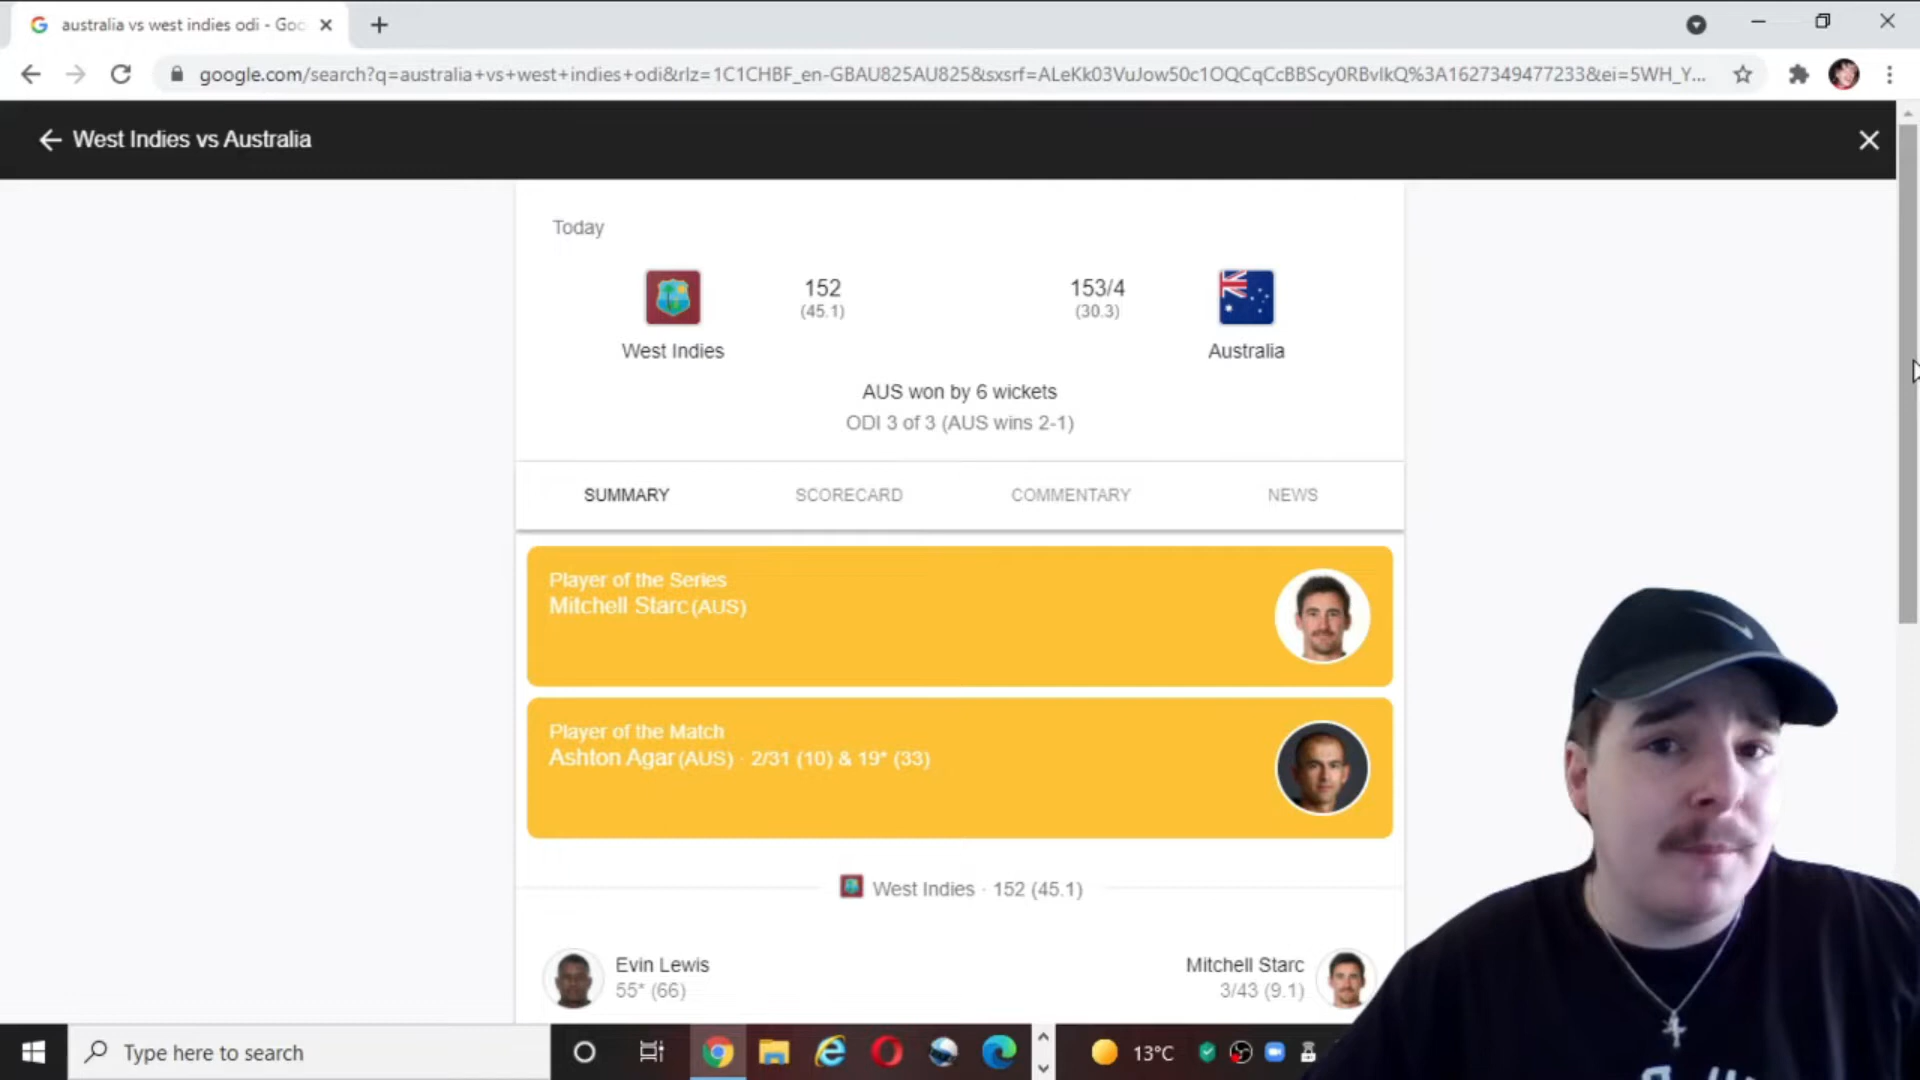 australia vs west indies odi - Goo
google.com/search?q=australia+vs+west+indies+odi&rlz=1C1CHBF_en-GBAU825AU825&sxsrf=ALeKk03VuJow50c1OQCqCcBBScy0RBvIkQ%3A1627349477233&ei=5WH_Y...
West Indies vs Australia
Today
152
153/4
(45.1)
(30.3)
West Indies
Australia
AUS won by 6 wickets
ODI 3 of 3 (AUS wins 2-1)
SUMMARY
SCORECARD
COMMENTARY
NEWS
Player of the Series
Mitchell Starc (AUS)
Player of the Match
Ashton Agar (AUS) · 2/31 (10) & 19* (33)
West Indies · 152 (45.1)
Evin Lewis
55* (66)
Mitchell Starc
3/43 (9.1)
Type here to search
13°C